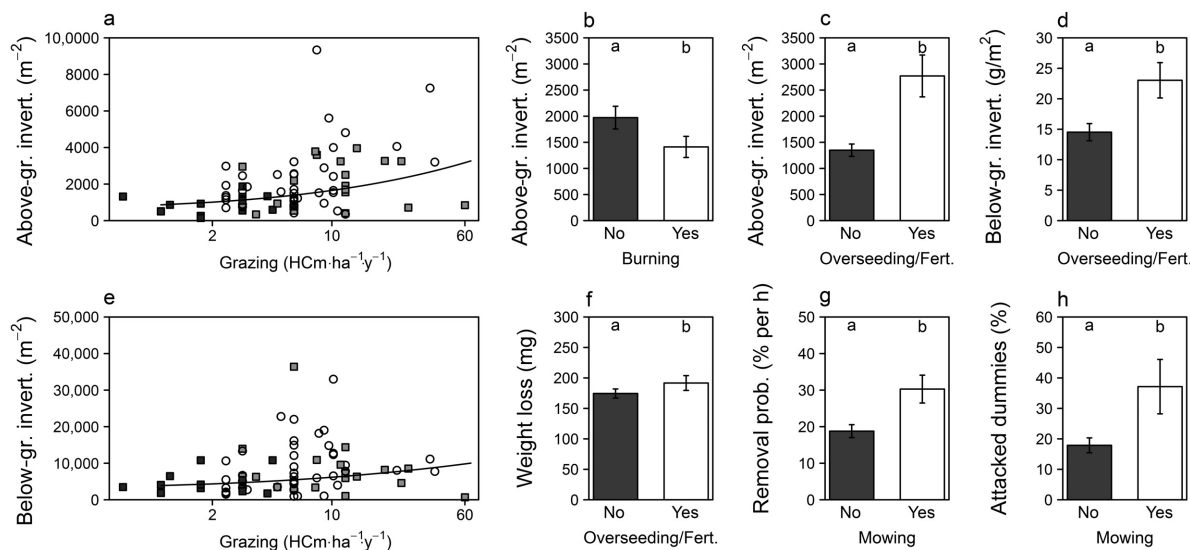 a
Above-gr. invert. (m⁻²)
10,0000
8000
6000
4000
2000
0
2
10
60
Grazing (HCm·ha⁻¹·y⁻¹)
b
Above-gr. invert. (m⁻²)
3500
3000
2500
2000
1500
1000
500
0
a
b
No
Yes
Burning
c
Above-gr. invert. (m⁻²)
3500
3000
2500
2000
1500
1000
500
0
a
b
No
Yes
Overseeding/Fert.
d
Below-gr. invert. (g/m²)
30
25
20
15
10
5
0
a
b
No
Yes
Overseeding/Fert.
e
Below-gr. invert. (m⁻²)
50,000
40,000
30,000
20,000
10,000
0
2
10
60
Grazing (HCm·ha⁻¹·y⁻¹)
f
Weight loss (mg)
300
250
200
150
100
50
0
a
b
No
Yes
Overseeding/Fert.
g
Removal prob. (% per h)
50
40
30
20
10
0
a
b
No
Yes
Mowing
h
Attacked dummies (%)
60
50
40
30
20
10
0
a
b
No
Yes
Mowing